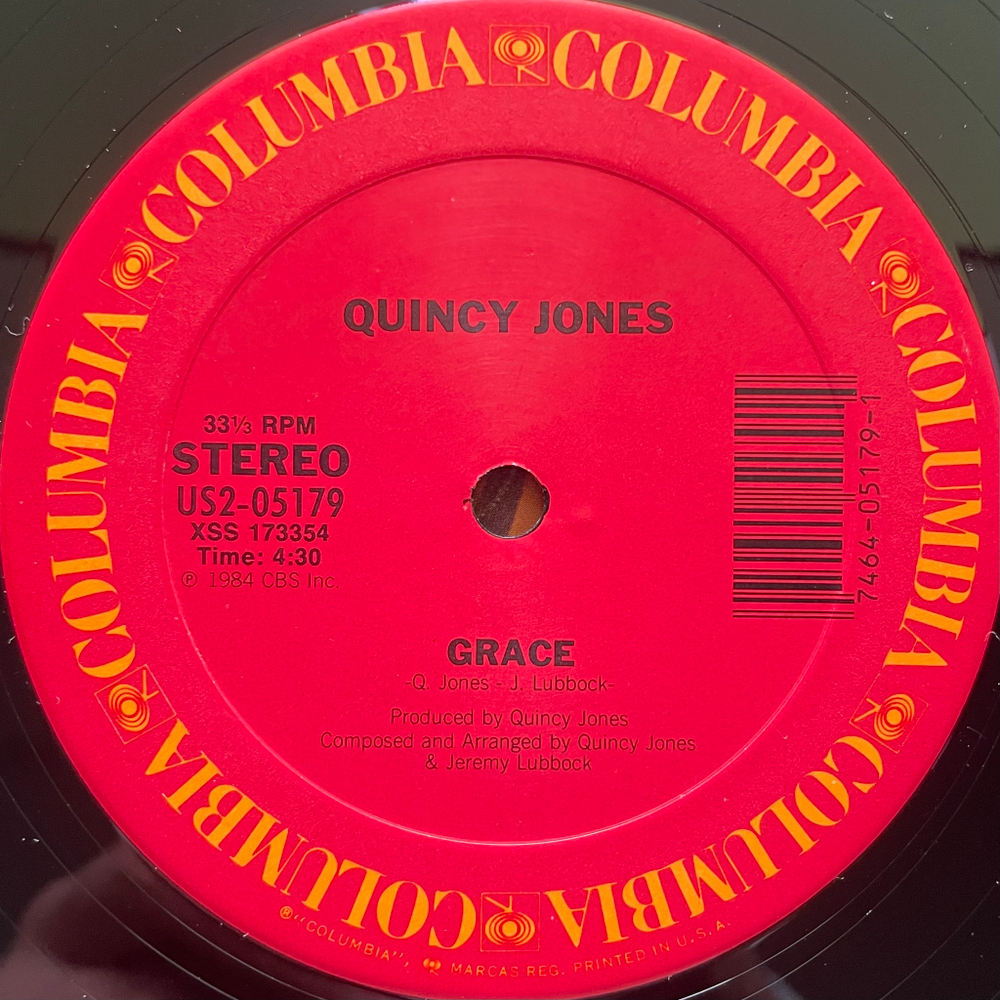 COLUMBIA COLUMBIA COLUMBIA COLUMBIA COLUMBIA COLUMBIA COLUMBIA COLUMBIA
QUINCY JONES
33⅓ RPM
STEREO
US2-05179
XSS 173354
Time: 4:30
℗ 1984 CBS Inc.
7464-05179-1
GRACE
-Q. Jones - J. Lubbock-
Produced by Quincy Jones
Composed and Arranged by Quincy Jones
& Jeremy Lubbock
®"COLUMBIA", MARCAS REG. PRINTED IN U.S.A.